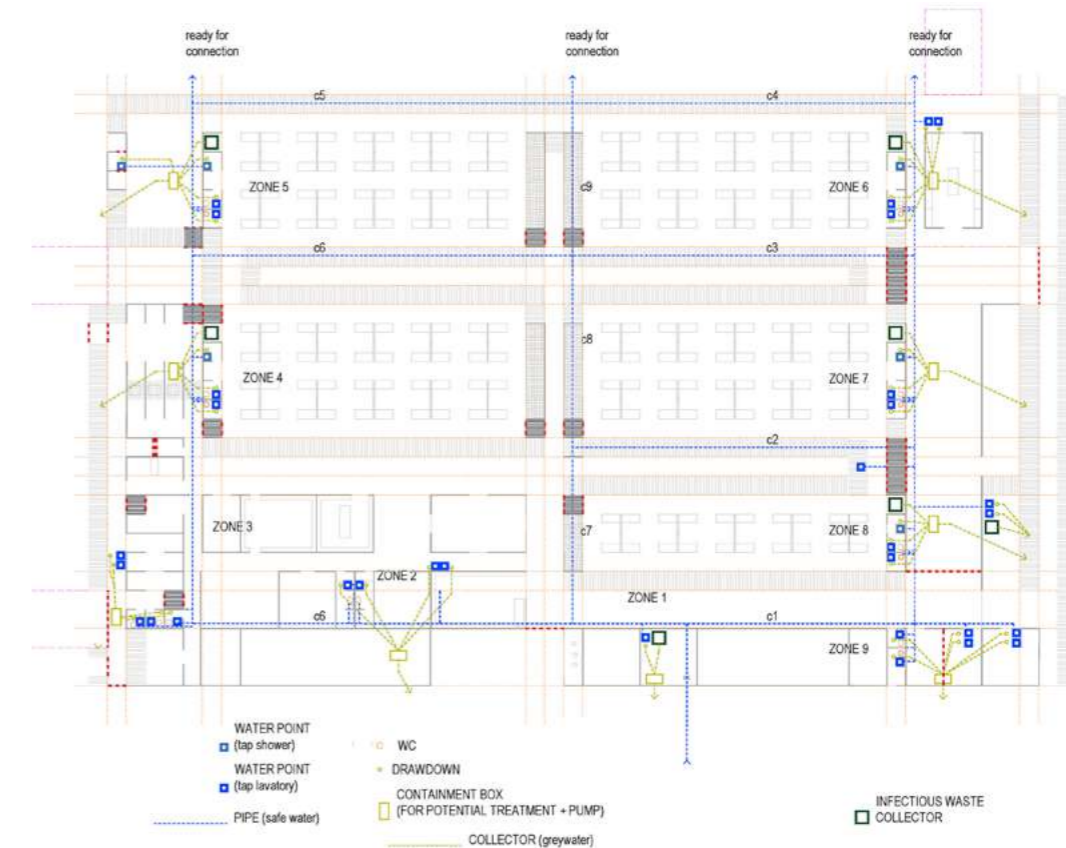 ready for
connection
ready for
connection
ready for
connection
c5
c4
ZONE 5
c9
ZONE 6
c6
c3
c8
ZONE 4
ZONE 7
c2
ZONE 3
c7
ZONE 8
ZONE 2
ZONE 1
c6
c1
ZONE 9
WATER POINT
(tap shower)
WATER POINT
(tap lavatory)
PIPE (safe water)
WC
DRAWDOWN
CONTAINMENT BOX
(FOR POTENTIAL TREATMENT + PUMP)
COLLECTOR (greywater)
INFECTIOUS WASTE
COLLECTOR